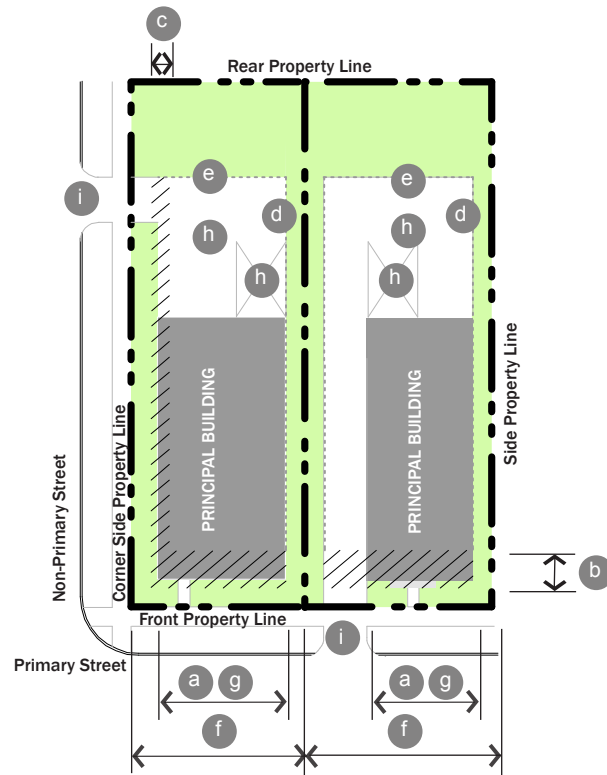 c
Rear Property Line
e
e
i
d
d
h
h
h
h
PRINCIPAL BUILDING
PRINCIPAL BUILDING
Side Property Line
Non-Primary Street
Corner Side Property Line
b
Front Property Line
i
Primary Street
a g
a g
f
f